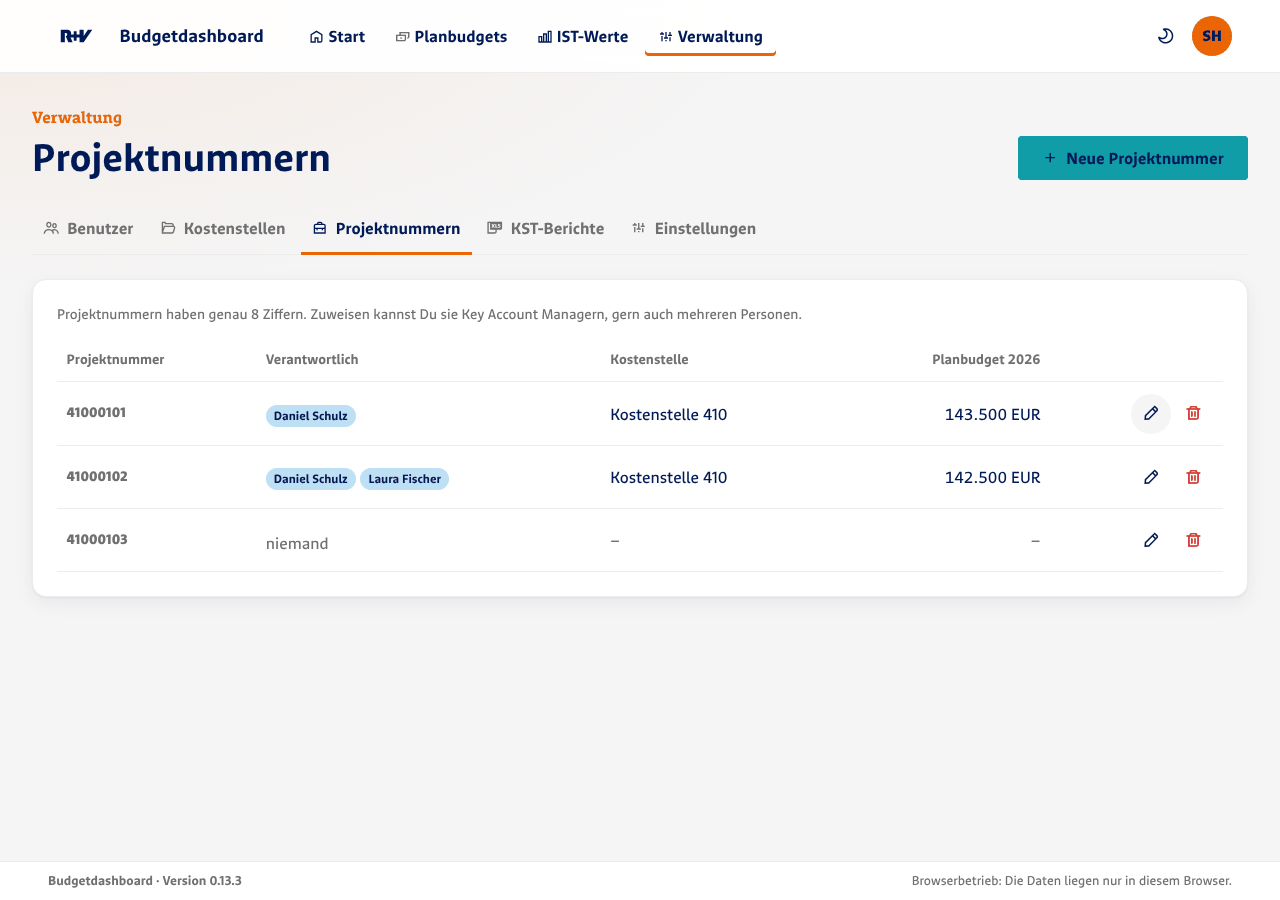 R+V
Budgetdashboard
Start
Planbudgets
IST-Werte
Verwaltung
SH
Verwaltung
Projektnummern
+ Neue Projektnummer
Benutzer
Kostenstellen
Projektnummern
KST-Berichte
Einstellungen
Projektnummern haben genau 8 Ziffern. Zuweisen kannst Du sie Key Account Managern, gern auch mehreren Personen.
Projektnummer Verantwortlich Kostenstelle Planbudget 2026
41000101 Daniel Schulz Kostenstelle 410 143.500 EUR
41000102 Daniel Schulz Laura Fischer Kostenstelle 410 142.500 EUR
41000103 niemand – –
Budgetdashboard · Version 0.13.3
Browserbetrieb: Die Daten liegen nur in diesem Browser.